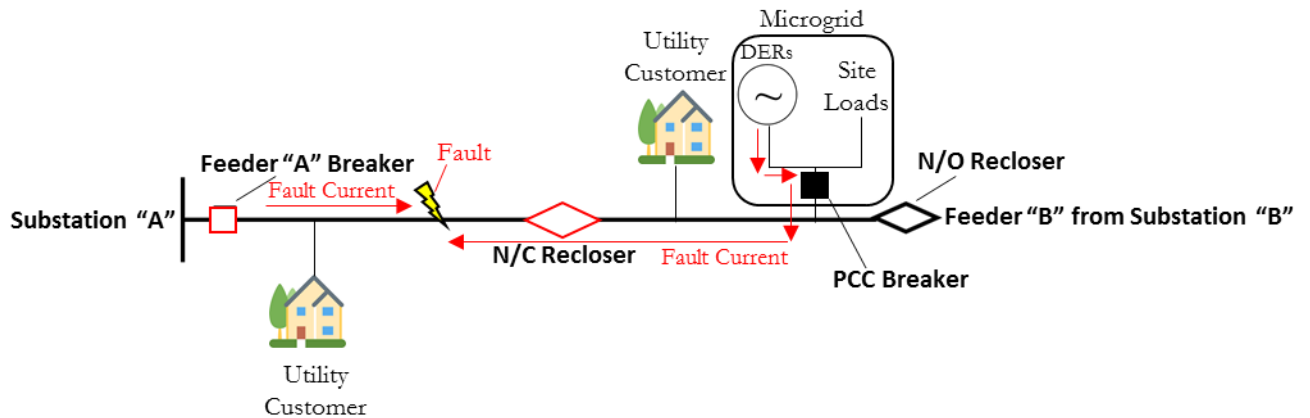 Microgrid
Utility
Customer
DERs
~
Site
Loads
Feeder “A” Breaker
Fault
N/O Recloser
Fault Current
Substation “A”
Feeder “B” from Substation “B”
N/C Recloser
Fault Current
PCC Breaker
Utility
Customer